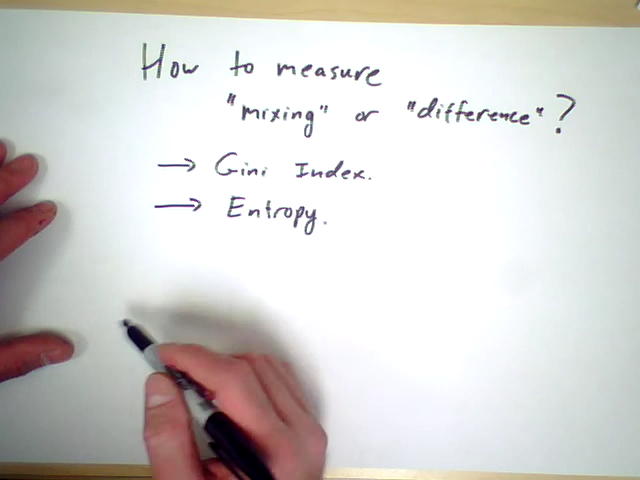 How to measure
"mixing" or "difference"?
→ Gini Index.
→ Entropy.